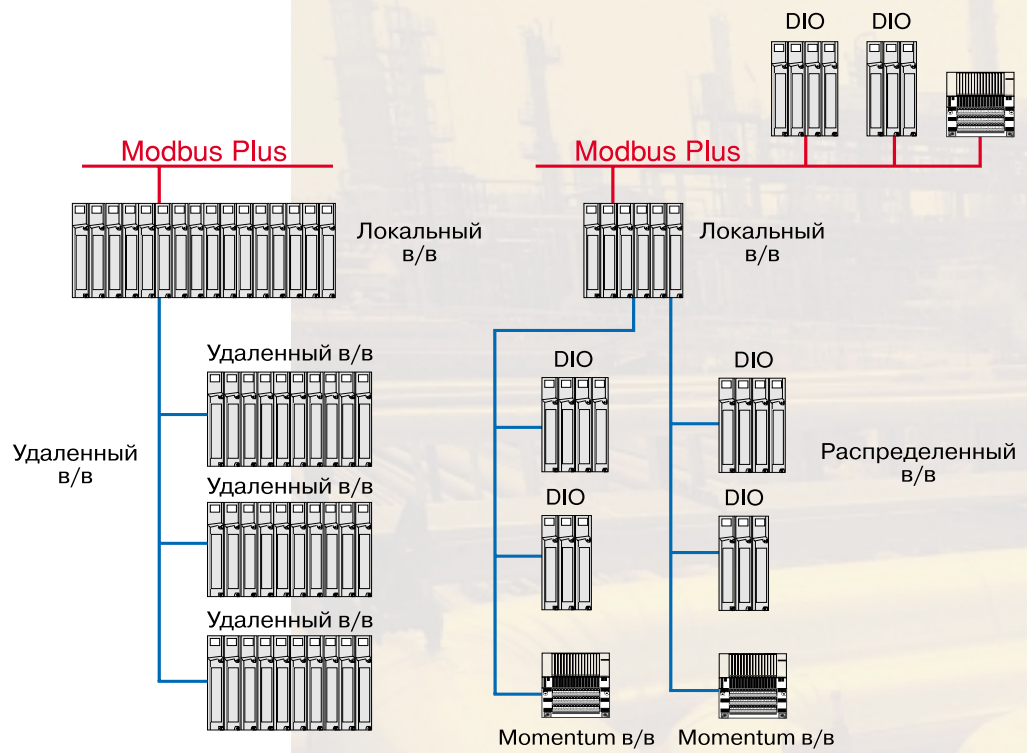 DIO
DIO
Modbus Plus
Modbus Plus
Локальный
в/в
Локальный
в/в
Удаленный в/в
DIO
DIO
Удаленный
в/в
Распределенный
в/в
Удаленный в/в
DIO
DIO
Удаленный в/в
Momentum в/в
Momentum в/в